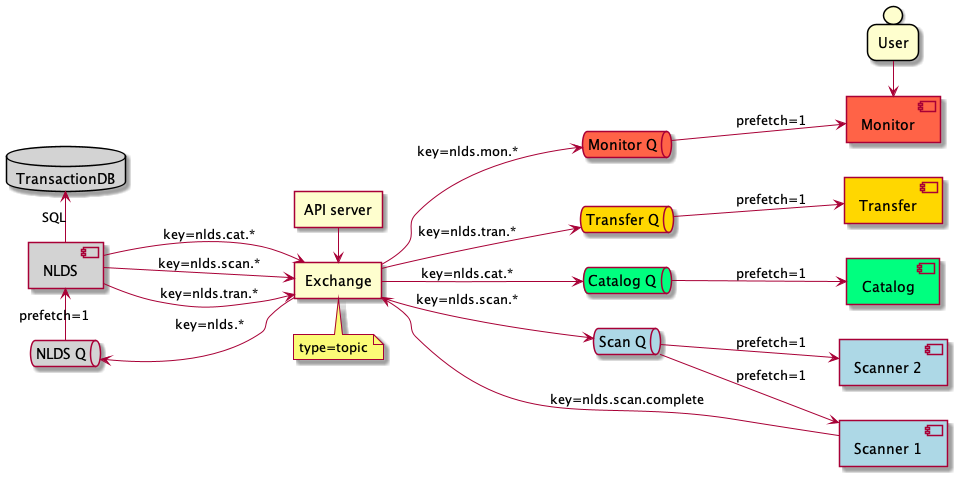 User
prefetch=1
Monitor
key=nlds.mon.*
Monitor Q
TransactionDB
SQL
API server
prefetch=1
Transfer
key=nlds.tran.*
Transfer Q
key=nlds.cat.*
key=nlds.scan.*
key=nlds.tran.*
NLDS
Exchange
key=nlds.cat.*
Catalog Q
prefetch=1
Catalog
key=nlds.scan.*
prefetch=1
key=nlds.*
NLDS Q
type=topic
Scan Q
prefetch=1
Scanner 2
prefetch=1
key=nlds.scan.complete
Scanner 1